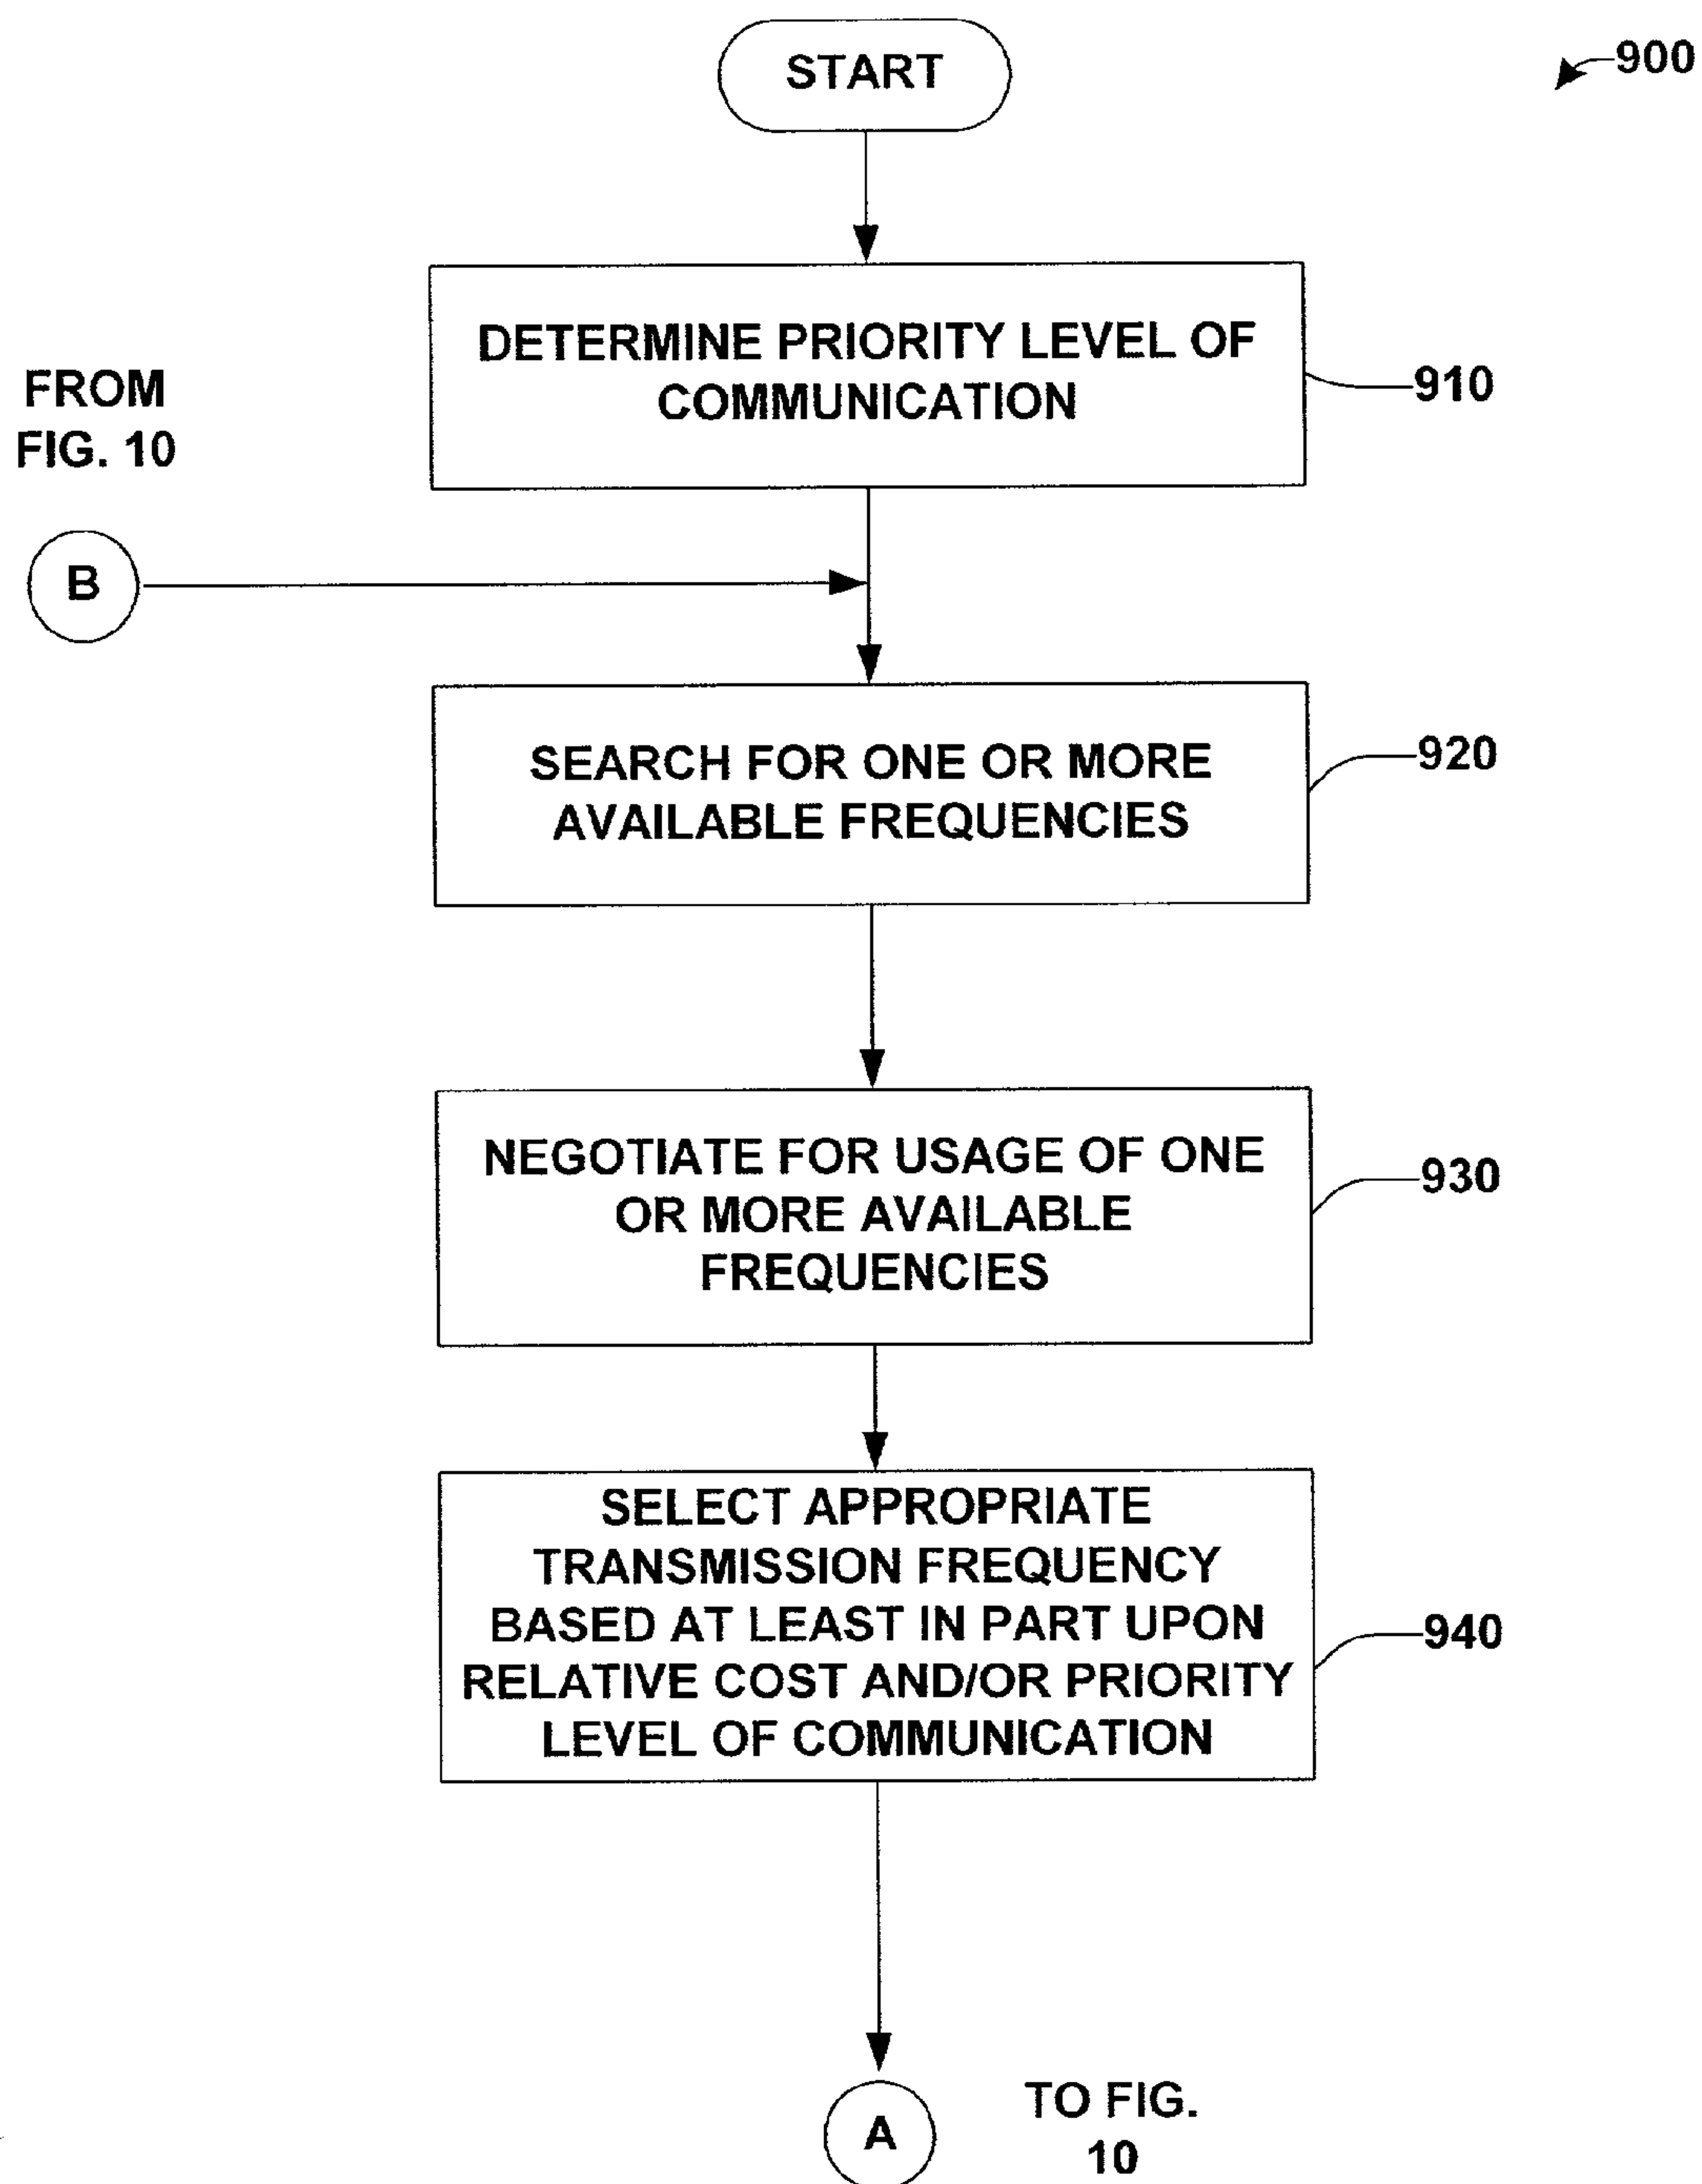 START
900
DETERMINE PRIORITY LEVEL OF
COMMUNICATION
910
FROM
FIG. 10
B
SEARCH FOR ONE OR MORE
AVAILABLE FREQUENCIES
920
NEGOTIATE FOR USAGE OF ONE
OR MORE AVAILABLE
FREQUENCIES
930
SELECT APPROPRIATE
TRANSMISSION FREQUENCY
BASED AT LEAST IN PART UPON
RELATIVE COST AND/OR PRIORITY
LEVEL OF COMMUNICATION
940
A
TO FIG.
10